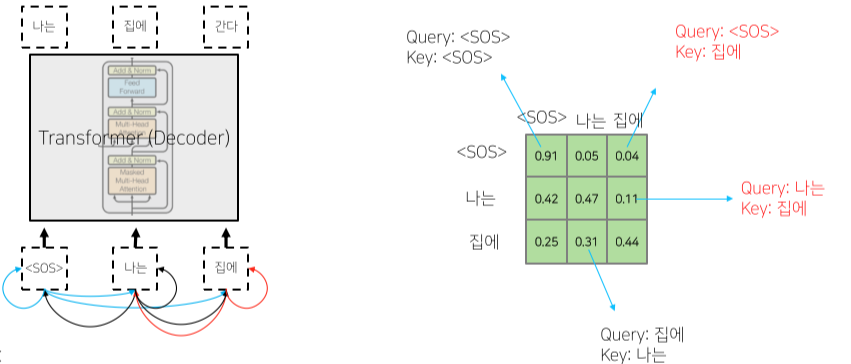 나는 집에 간다
Add & Norm
Feed
Forward
Add & Norm
Multi-Head
Attention
Transformer (Decoder)
Add & Norm
Masked
Multi-Head
Attention
<SOS> 나는 집에
Query: <SOS>
Key: <SOS>
Query: <SOS>
Key: 집에
<SOS> 나는 집에
<SOS> 0.91 0.05 0.04
나는 0.42 0.47 0.11
집에 0.25 0.31 0.44
Query: 나는
Key: 집에
Query: 집에
Key: 나는